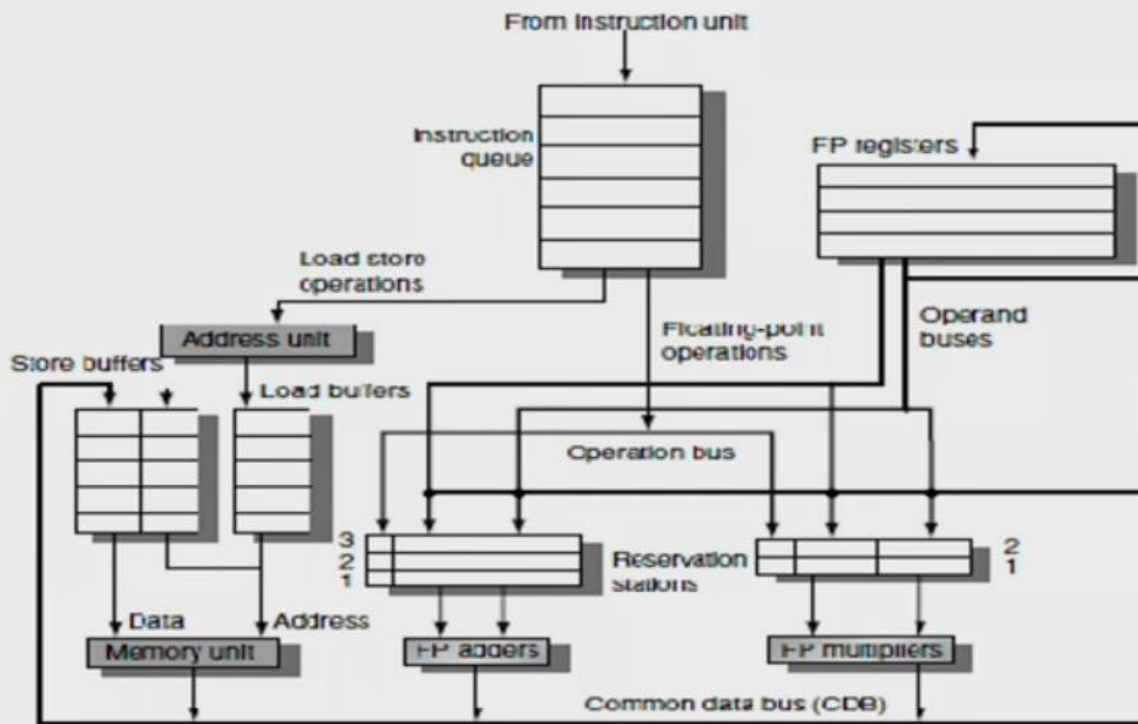 From instruction unit
Instruction
queue
FP registers
Load store
operations
Address unit
Floating-point
operations
Operand
buses
Store buffers
Load buffers
Operation bus
3
2
1
Reservation
stations
2
1
Data
Address
Memory unit
FP adders
FP multipliers
Common data bus (CDB)